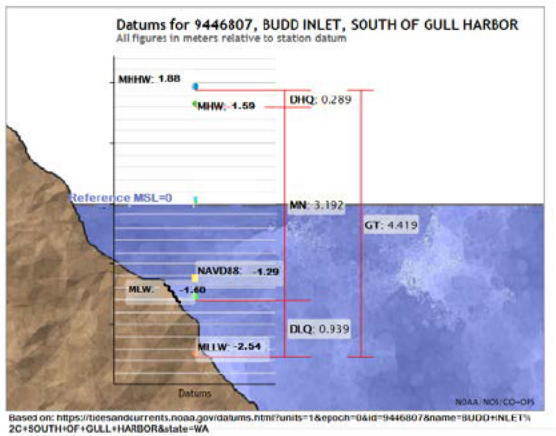 Datums for 9446807, BUDD INLET, SOUTH OF GULL HARBOR
All figures in meters relative to station datum
MHHW: 1.88
DHQ: 0.289
MHW: 1.59
Reference MSL=0
MN: 3.192
GT: 4.419
NAVD88: -1.29
MLW: -1.60
DLQ: 0.939
MLLW: -2.54
Datums
NOAA/NOS/CO-OPS
Based on: https://tidesandcurrents.noaa.gov/datums.html?units=1&epoch=0&id=9446807&name=BUDD+INLET%
2C+SOUTH+OF+GULL+HARBOR&state=WA